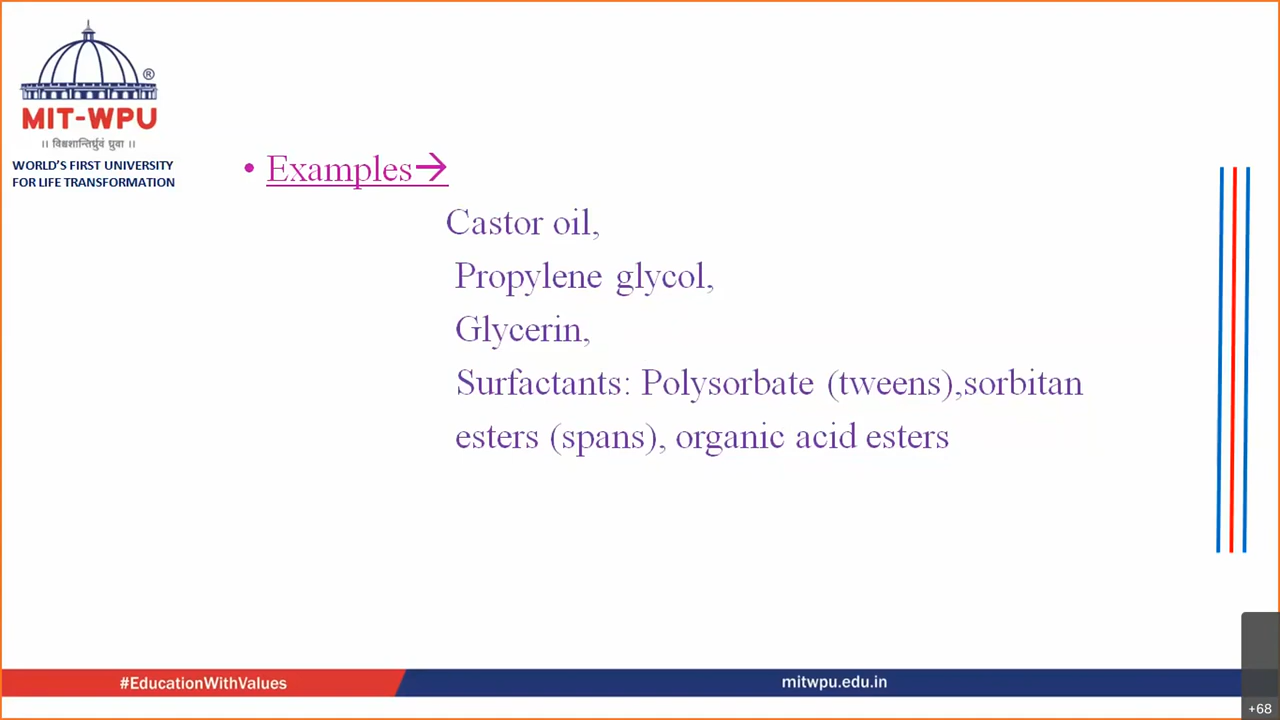 ®
MIT-WPU
।। विश्वशान्तिर्ध्रुवं ध्रुवा ।।
WORLD'S FIRST UNIVERSITY
FOR LIFE TRANSFORMATION
• Examples→
Castor oil,
Propylene glycol,
Glycerin,
Surfactants: Polysorbate (tweens),sorbitan
esters (spans), organic acid esters
#EducationWithValues
mitwpu.edu.in
+68